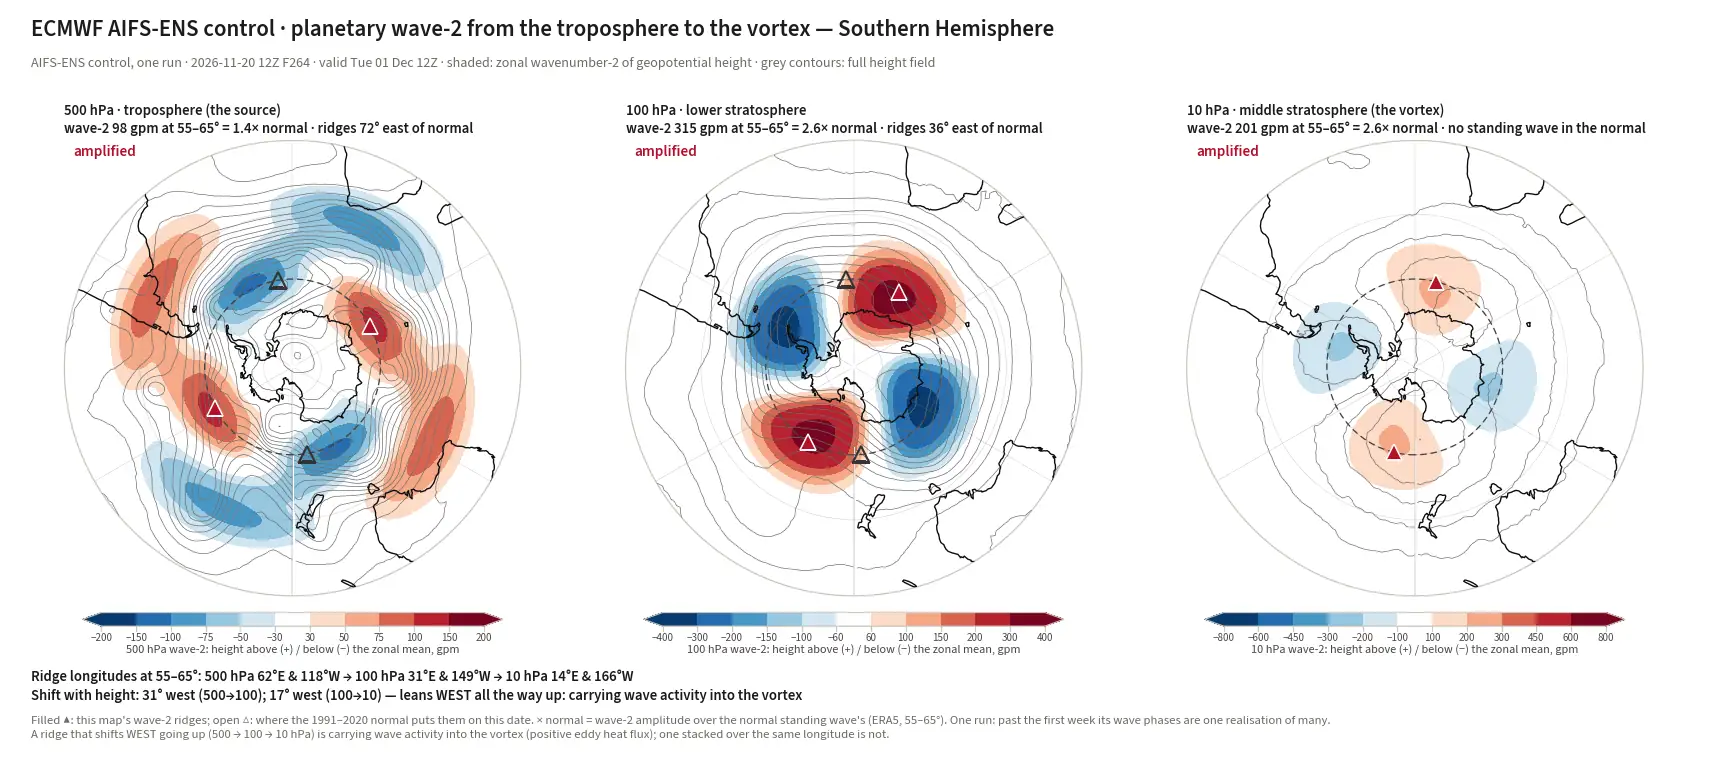 ECMWF AIFS-ENS control · planetary wave-2 from the troposphere to the vortex — Southern Hemisphere
AIFS-ENS control, one run · 2026-11-20 12Z F264 · valid Tue 01 Dec 12Z · shaded: zonal wavenumber-2 of geopotential height · grey contours: full height field
500 hPa · troposphere (the source)
wave-2 98 gpm at 55–65° = 1.4× normal · ridges 72° east of normal
amplified
100 hPa · lower stratosphere
wave-2 315 gpm at 55–65° = 2.6× normal · ridges 36° east of normal
amplified
10 hPa · middle stratosphere (the vortex)
wave-2 201 gpm at 55–65° = 2.6× normal · no standing wave in the normal
amplified
−200 −150 −100 −75 −50 −30 30 50 75 100 150 200
500 hPa wave-2: height above (+) / below (−) the zonal mean, gpm
−400 −300 −200 −150 −100 −60 60 100 150 200 300 400
100 hPa wave-2: height above (+) / below (−) the zonal mean, gpm
−800 −600 −450 −300 −200 −100 100 200 300 450 600 800
10 hPa wave-2: height above (+) / below (−) the zonal mean, gpm
Ridge longitudes at 55–65°: 500 hPa 62°E & 118°W → 100 hPa 31°E & 149°W → 10 hPa 14°E & 166°W
Shift with height: 31° west (500→100); 17° west (100→10) — leans WEST all the way up: carrying wave activity into the vortex
Filled ▲: this map's wave-2 ridges; open △: where the 1991–2020 normal puts them on this date. × normal = wave-2 amplitude over the normal standing wave's (ERA5, 55–65°). One run: past the first week its wave phases are one realisation of many.
A ridge that shifts WEST going up (500 → 100 → 10 hPa) is carrying wave activity into the vortex (positive eddy heat flux); one stacked over the same longitude is not.